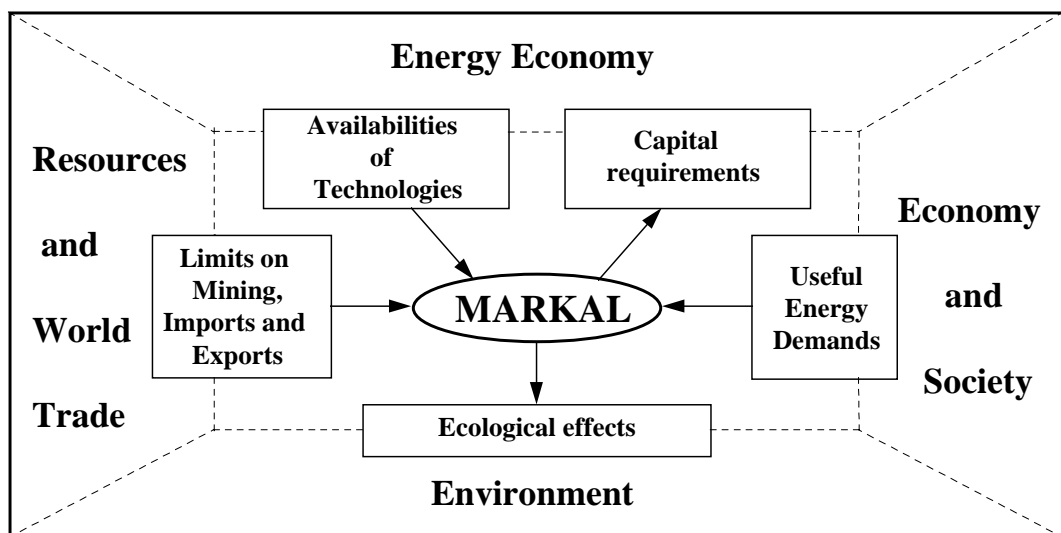 Energy Economy
Availabilities
of
Technologies
Capital
requirements
Resources
and
World
Trade
Limits on
Mining,
Imports and
Exports
MARKAL
Useful
Energy
Demands
Economy
and
Society
Ecological effects
Environment